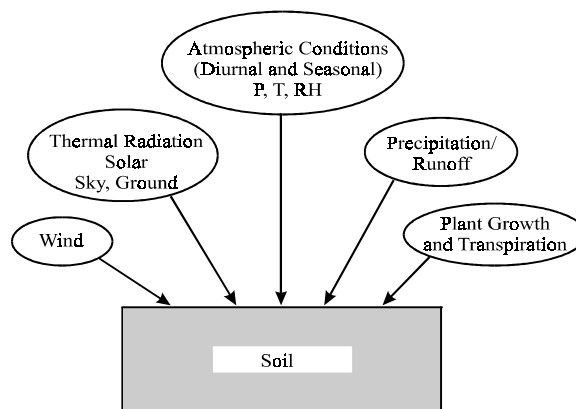 Atmospheric Conditions
(Diurnal and Seasonal)
P, T, RH
Thermal Radiation
Solar
Sky, Ground
Precipitation/
Runoff
Wind
Plant Growth
and Transpiration
Soil